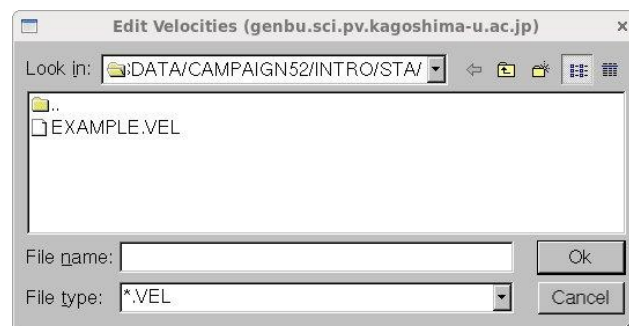 Edit Velocities (genbu.sci.pv.kagoshima-u.ac.jp)
Look in: DATA/CAMPAIGN52/INTRO/STA/
..
EXAMPLE.VEL
File name:
Ok
File type: *.VEL
Cancel